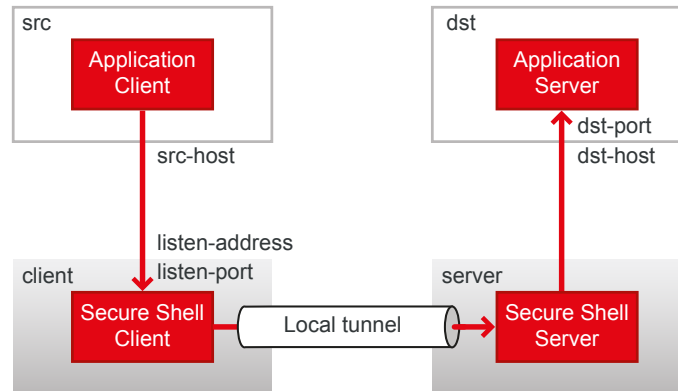 src
Application
Client
src-host
listen-address
listen-port
client
Secure Shell
Client
Local tunnel
dst
Application
Server
dst-port
dst-host
server
Secure Shell
Server